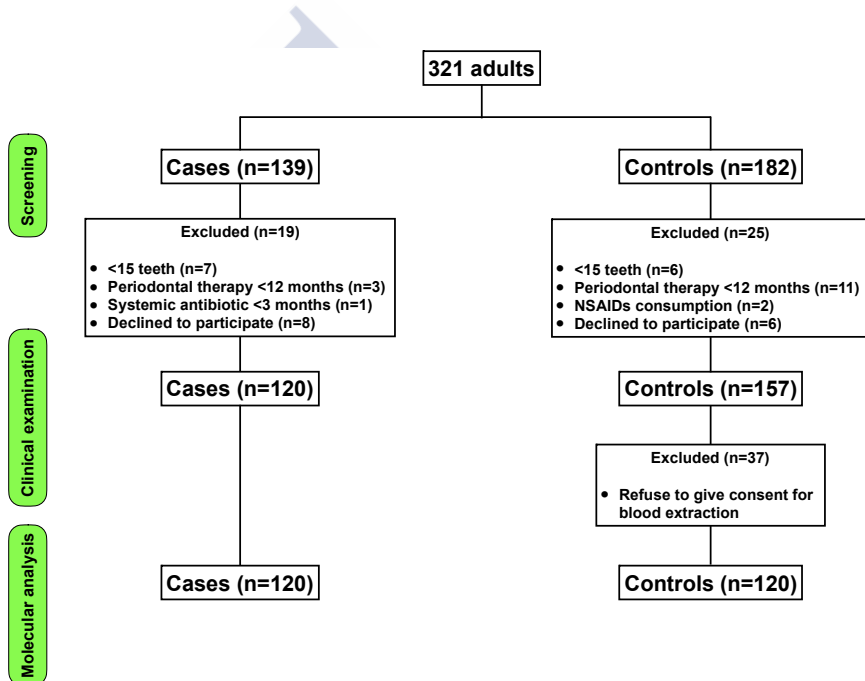 321 adults
Screening
Cases (n=139)
Controls (n=182)
Excluded (n=19)
• <15 teeth (n=7)
• Periodontal therapy <12 months (n=3)
• Systemic antibiotic <3 months (n=1)
• Declined to participate (n=8)
Excluded (n=25)
• <15 teeth (n=6)
• Periodontal therapy <12 months (n=11)
• NSAIDs consumption (n=2)
• Declined to participate (n=6)
Clinical examination
Cases (n=120)
Controls (n=157)
Excluded (n=37)
• Refuse to give consent for
blood extraction
Molecular analysis
Cases (n=120)
Controls (n=120)